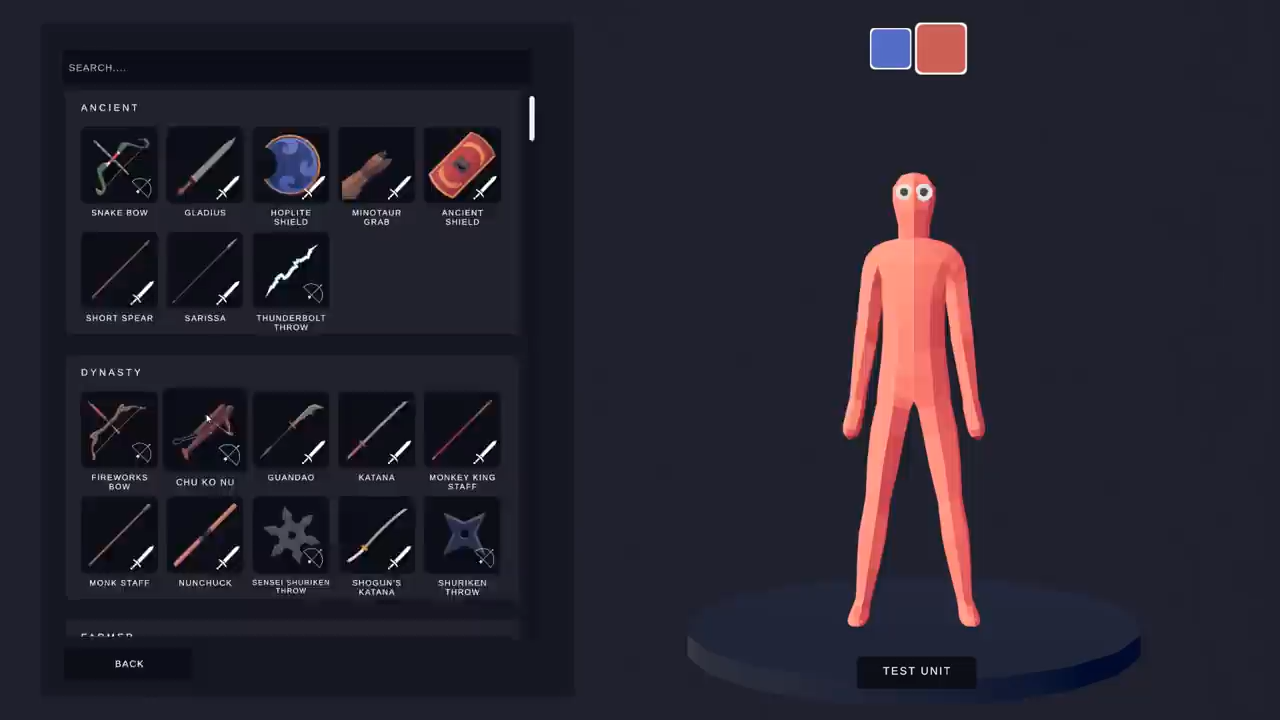 SEARCH....
ANCIENT
SNAKE BOW
GLADIUS
HOPLITE
SHIELD
MINOTAUR
GRAB
ANCIENT
SHIELD
SHORT SPEAR
SARISSA
THUNDERBOLT
THROW
DYNASTY
FIREWORKS
BOW
CHU KO NU
GUANDAO
KATANA
MONKEY KING
STAFF
MONK STAFF
NUNCHUCK
SENSEI SHURIKEN
THROW
SHOGUN'S
KATANA
SHURIKEN
THROW
FARMER
BACK
TEST UNIT